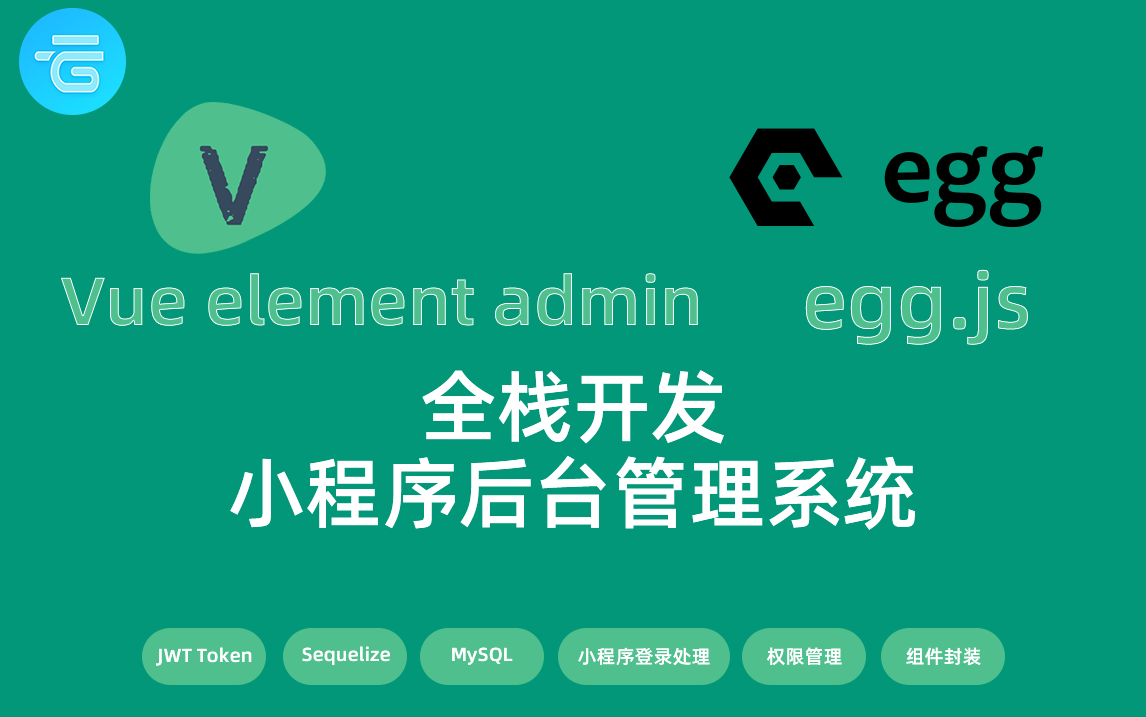 V
egg
Vue element admin
egg.js
全栈开发
小程序后台管理系统
JWT Token
Sequelize
MySQL
小程序登录处理
权限管理
组件封装